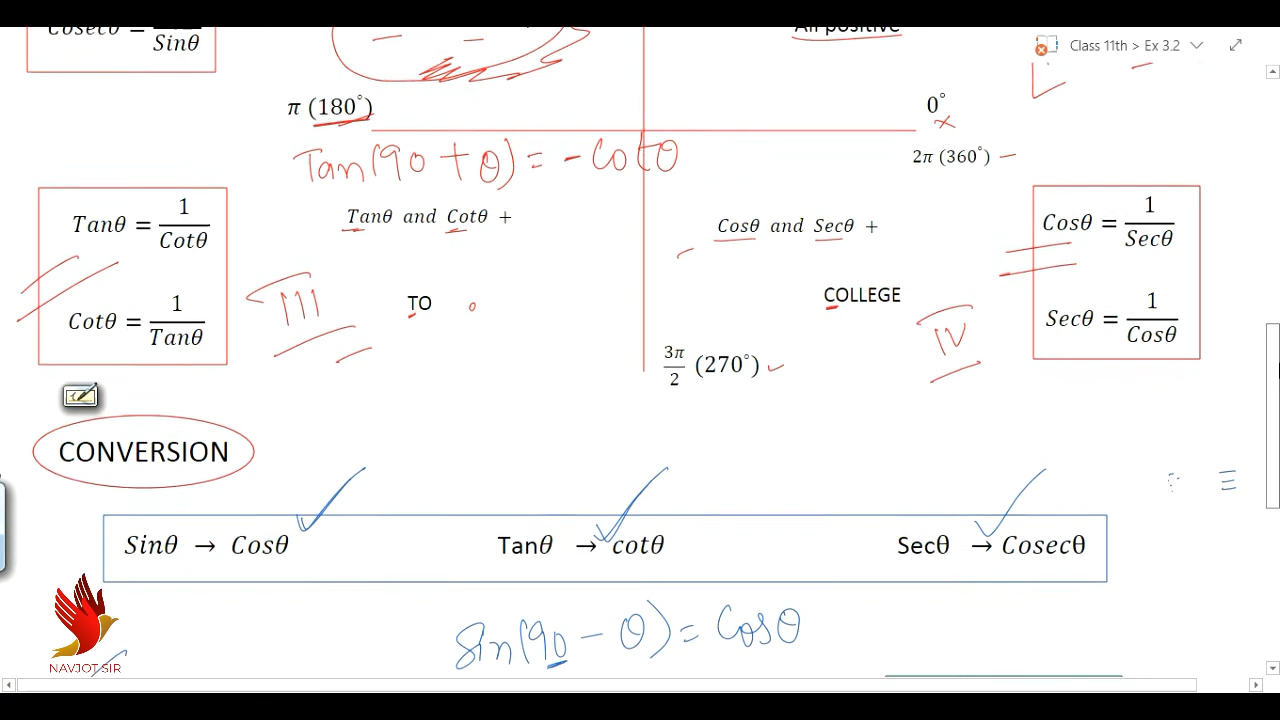 Cosecθ = 
Sinθ
All positive
Class 11th > Ex 3.2
π (180°)
0°
2π (360°)
Tan(90 + θ) = - Cotθ
Tanθ = 1/Cotθ
Cotθ = 1/Tanθ
Tanθ and Cotθ +
Cosθ and Secθ +
Cosθ = 1/Secθ
Secθ = 1/Cosθ
III
TO
COLLEGE
IV
3π/2 (270°)
CONVERSION
Sinθ → Cosθ
Tanθ → cotθ
Secθ → Cosecθ
Sin(90 - θ) = Cosθ
NAVJOT SIR